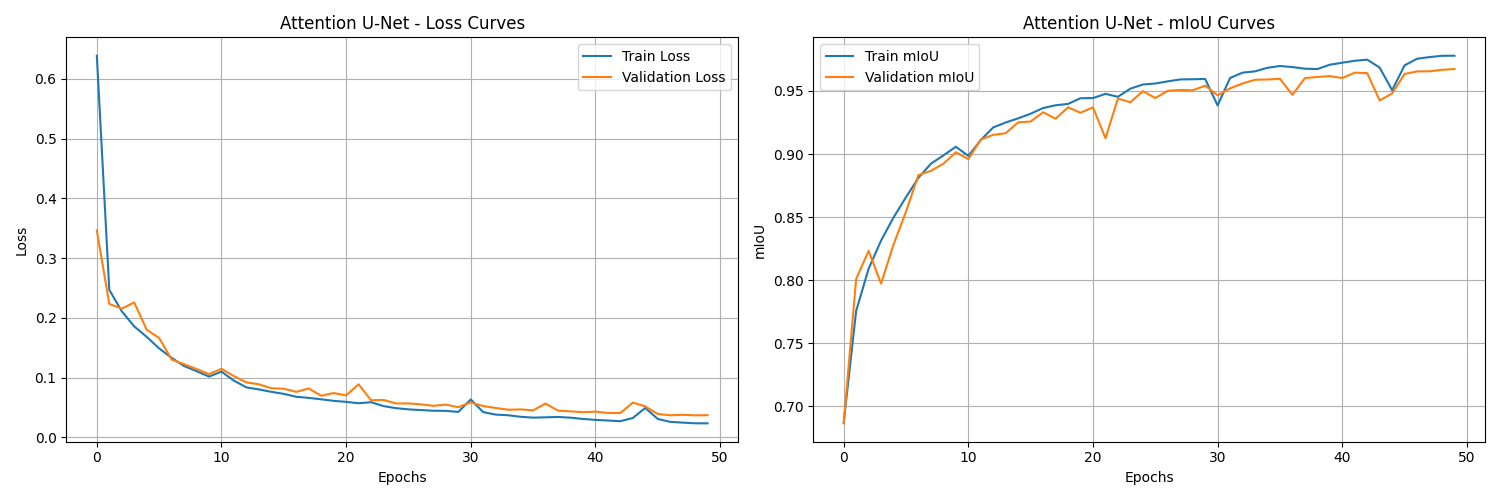 Attention U-Net - Loss Curves
Train Loss
Validation Loss
Loss
0.6
0.5
0.4
0.3
0.2
0.1
0.0
0 10 20 30 40 50
Epochs
Attention U-Net - mIoU Curves
Train mIoU
Validation mIoU
mIoU
0.95
0.90
0.85
0.80
0.75
0.70
0 10 20 30 40 50
Epochs